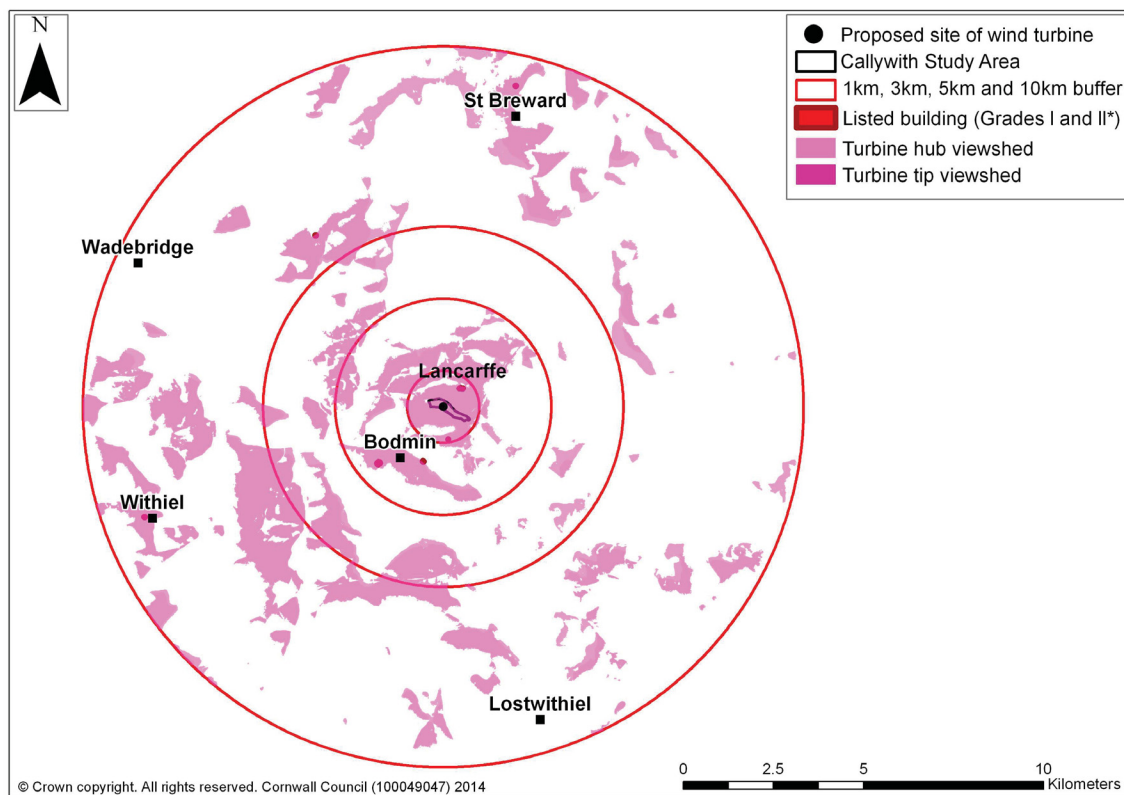 N
Proposed site of wind turbine
Callywith Study Area
1km, 3km, 5km and 10km buffer
Listed building (Grades I and II*)
Turbine hub viewshed
Turbine tip viewshed
St Breward
Wadebridge
Lancarffe
Bodmin
Withiel
Lostwithiel
0 2.5 5 10
Kilometers
© Crown copyright. All rights reserved. Cornwall Council (100049047) 2014